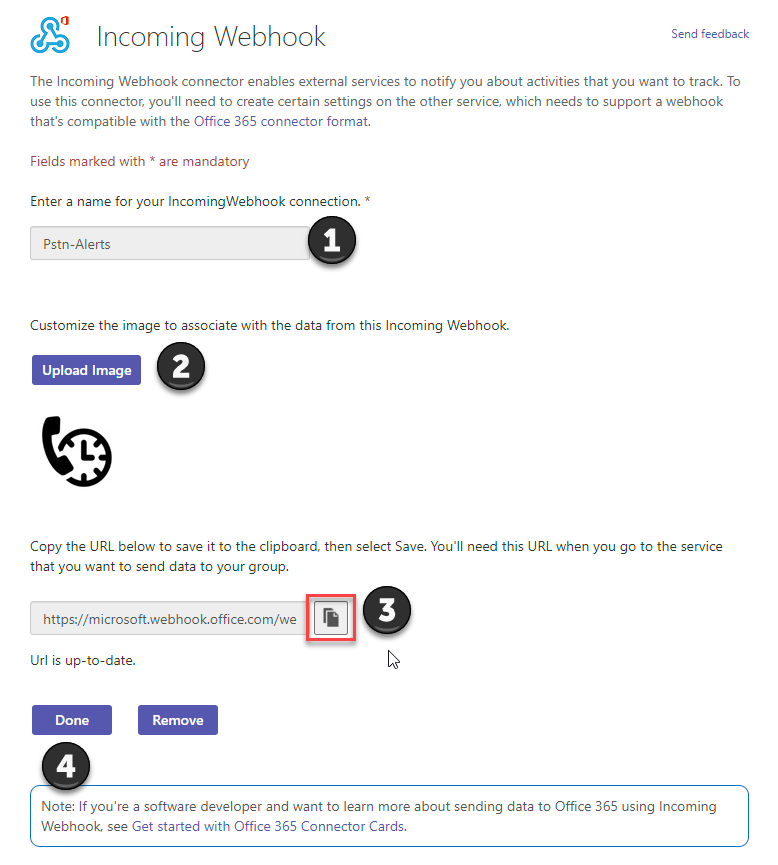 Incoming Webhook
Send feedback
The Incoming Webhook connector enables external services to notify you about activities that you want to track. To
use this connector, you'll need to create certain settings on the other service, which needs to support a webhook
that's compatible with the Office 365 connector format.
Fields marked with * are mandatory
Enter a name for your IncomingWebhook connection. *
Pstn-Alerts
1
Customize the image to associate with the data from this Incoming Webhook.
Upload Image
2
Copy the URL below to save it to the clipboard, then select Save. You'll need this URL when you go to the service
that you want to send data to your group.
https://microsoft.webhook.office.com/we
3
Url is up-to-date.
Done
Remove
4
Note: If you're a software developer and want to learn more about sending data to Office 365 using Incoming
Webhook, see Get started with Office 365 Connector Cards.